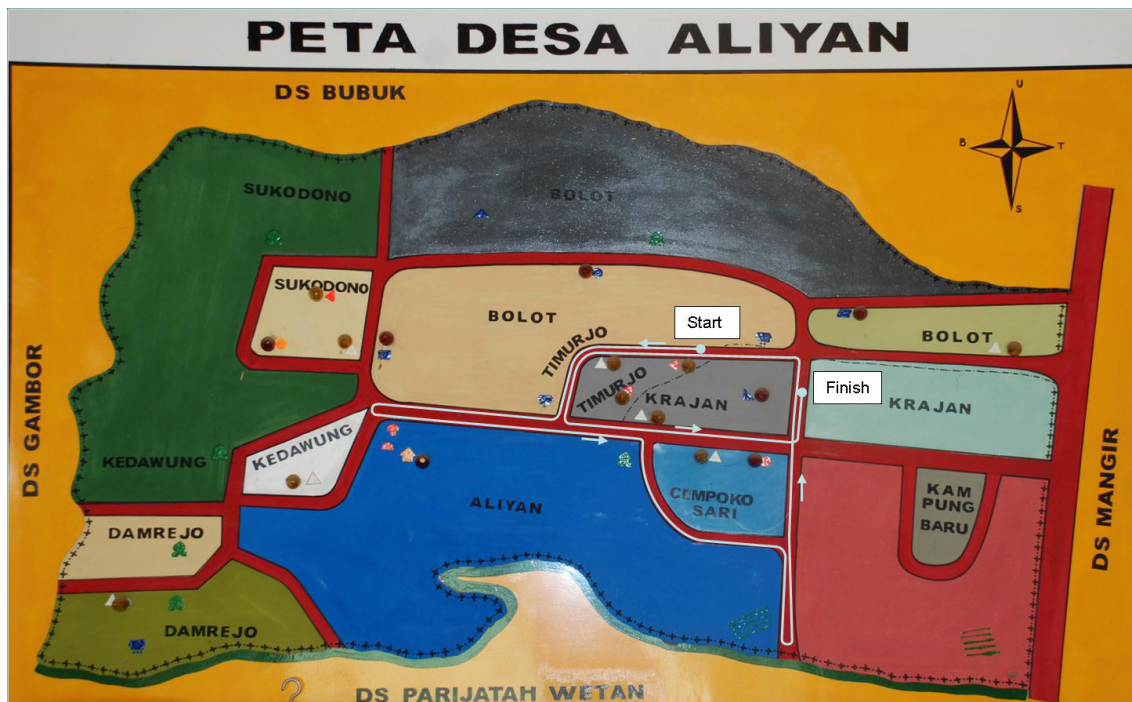 PETA DESA ALIYAN
DS BUBUK
U
B
T
S
SUKODONO
BOLOT
SUKODONO
BOLOT
Start
BOLOT
TIMURJO
TIMURJO
KRAJAN
Finish
KRAJAN
DS GAMBOR
KEDAWUNG
KEDAWUNG
ALIYAN
CEMPOKO
SARI
KAM
PUNG
BARU
DS MANGIR
DAMREJO
DAMREJO
DS PARIJATAH WETAN